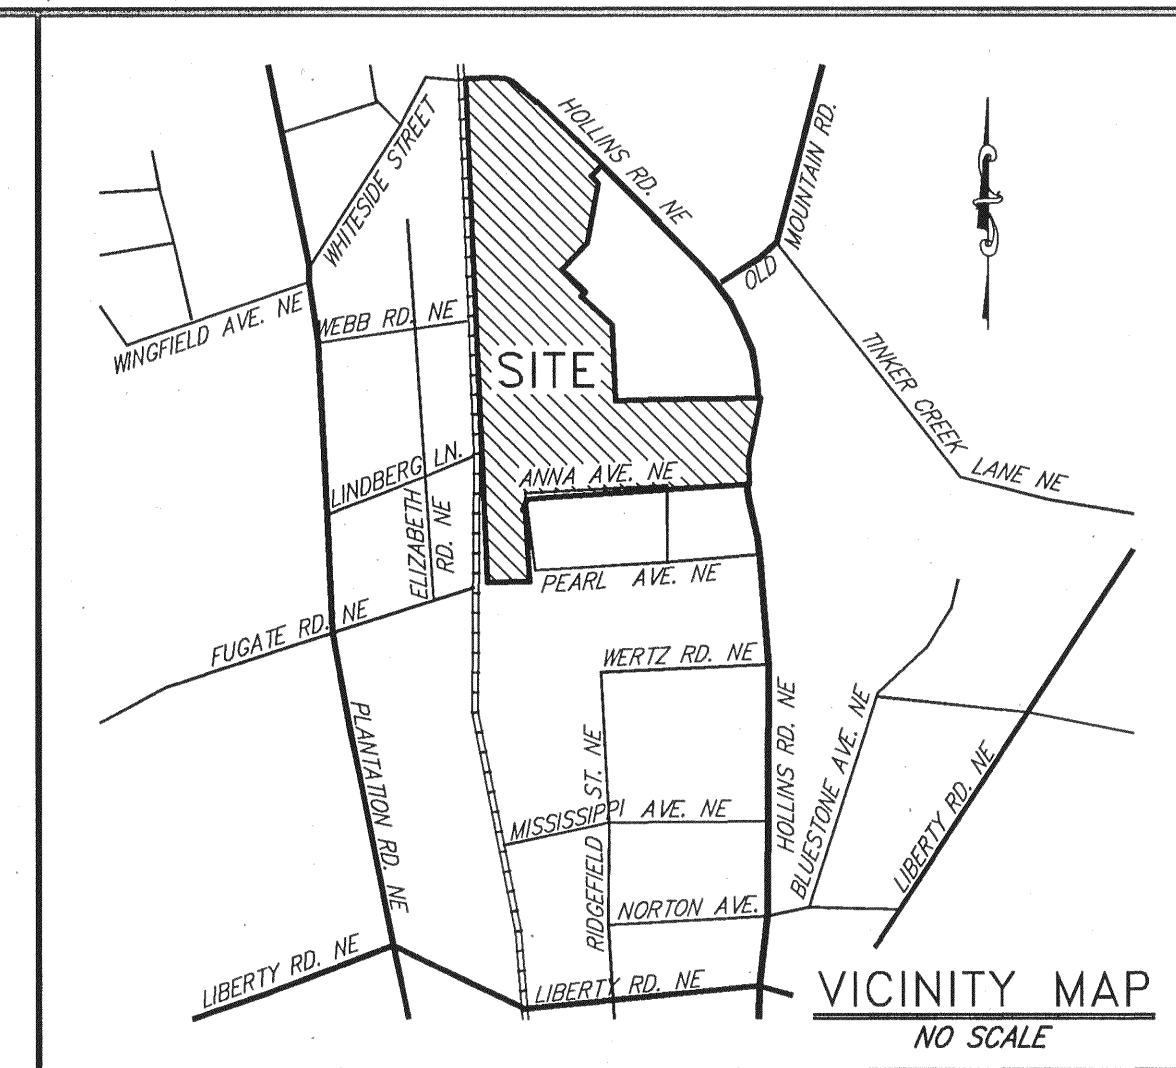 HOLLINS RD. NE
OLD MOUNTAIN RD.
WHITESIDE STREET
WINGFIELD AVE. NE
WEBB RD. NE
SITE
TINKER CREEK LANE NE
LINDBERG LN.
ANNA AVE. NE
ELIZABETH RD. NE
PEARL AVE. NE
FUGATE RD. NE
WERTZ RD. NE
PLANTATION RD. NE
RIDGEFIELD ST. NE
HOLLINS RD. NE
BLUESTONE AVE. NE
MISSISSIPPI AVE. NE
LIBERTY RD. NE
NORTON AVE.
LIBERTY RD. NE
LIBERTY RD. NE
VICINITY MAP
NO SCALE